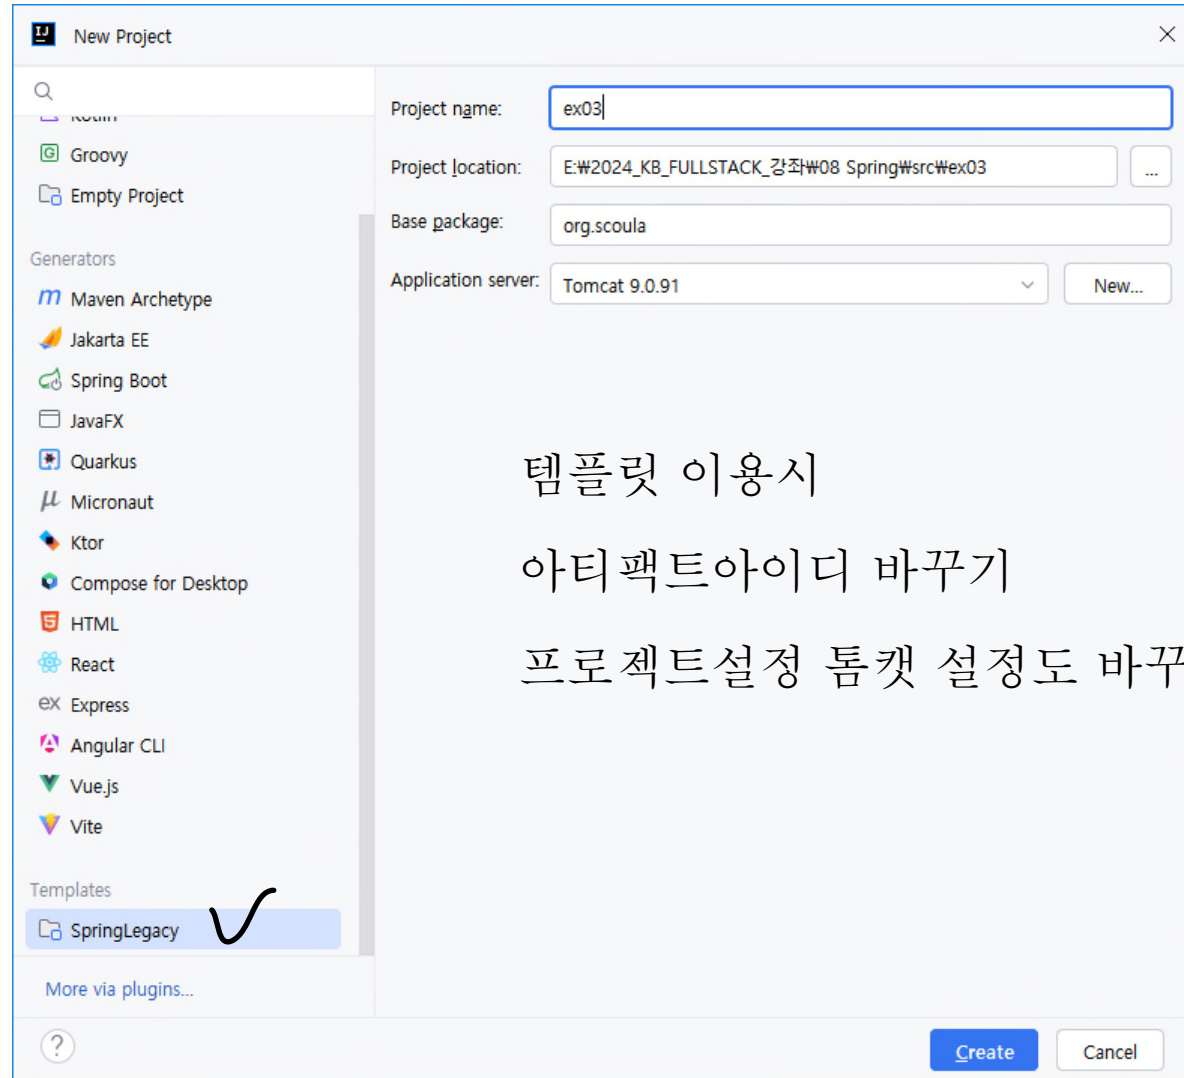 New Project
Kotlin
Groovy
Empty Project
Generators
Maven Archetype
Jakarta EE
Spring Boot
JavaFX
Quarkus
Micronaut
Ktor
Compose for Desktop
HTML
React
Express
Angular CLI
Vue.js
Vite
Templates
SpringLegacy
More via plugins...
Project name: ex03
Project location: E:₩2024_KB_FULLSTACK_강좌₩08 Spring₩src₩ex03 ...
Base package: org.scoula
Application server: Tomcat 9.0.91 New...
템플릿 이용시
아티팩트아이디 바꾸기
프로젝트설정 톰캣 설정도 바꾸
? Create Cancel